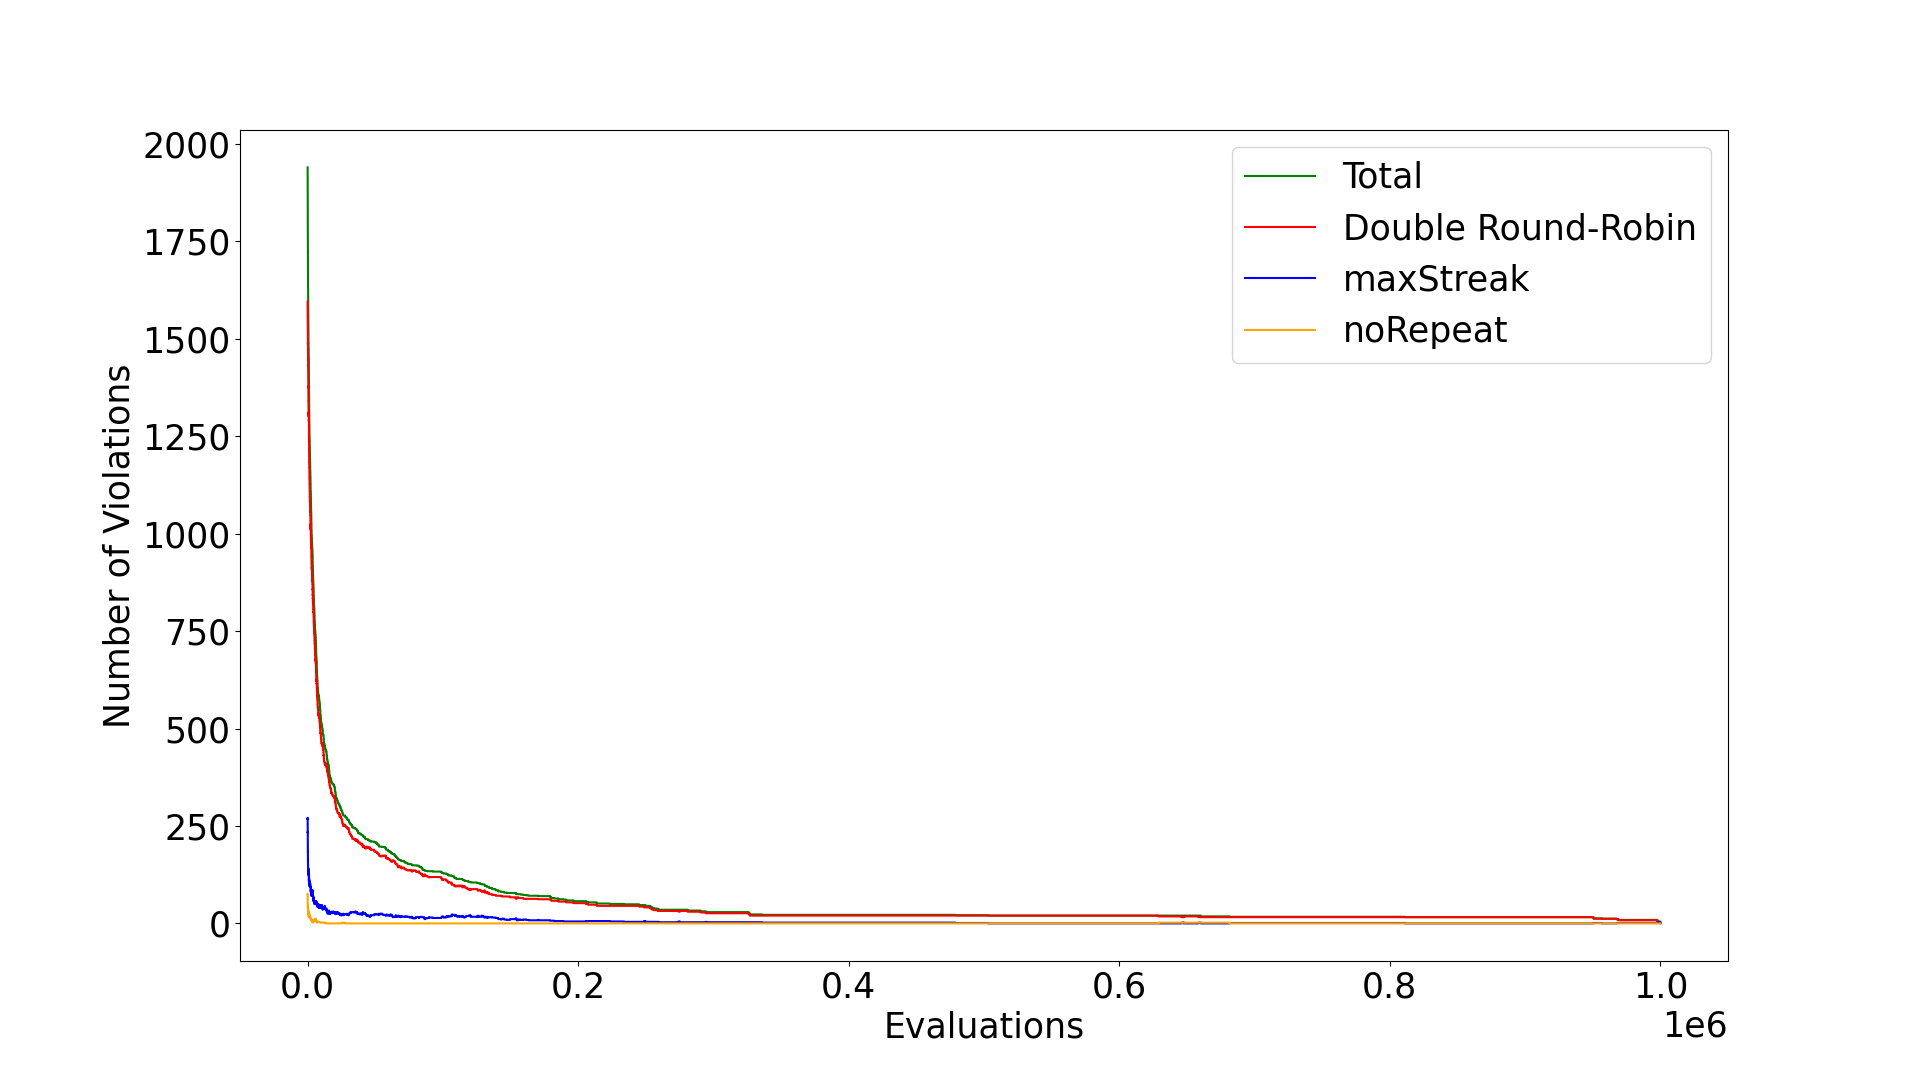 2000
1750
1500
1250
1000
750
500
250
0
Number of Violations
Total
Double Round-Robin
maxStreak
noRepeat
0.0 0.2 0.4 0.6 0.8 1.0
Evaluations
1e6